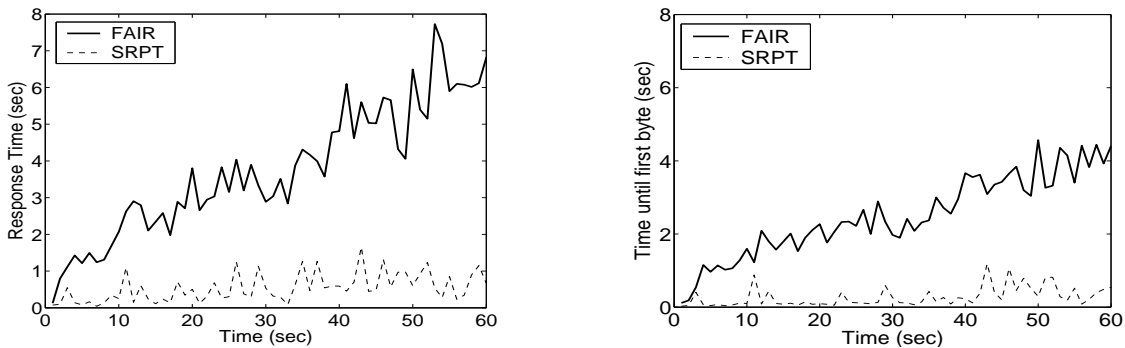 8
7
6
5
4
3
2
1
0
0 10 20 30 40 50 60
Response Time (sec)
Time (sec)
FAIR
SRPT
8
6
4
2
0
0 10 20 30 40 50 60
Time until first byte (sec)
Time (sec)
FAIR
SRPT